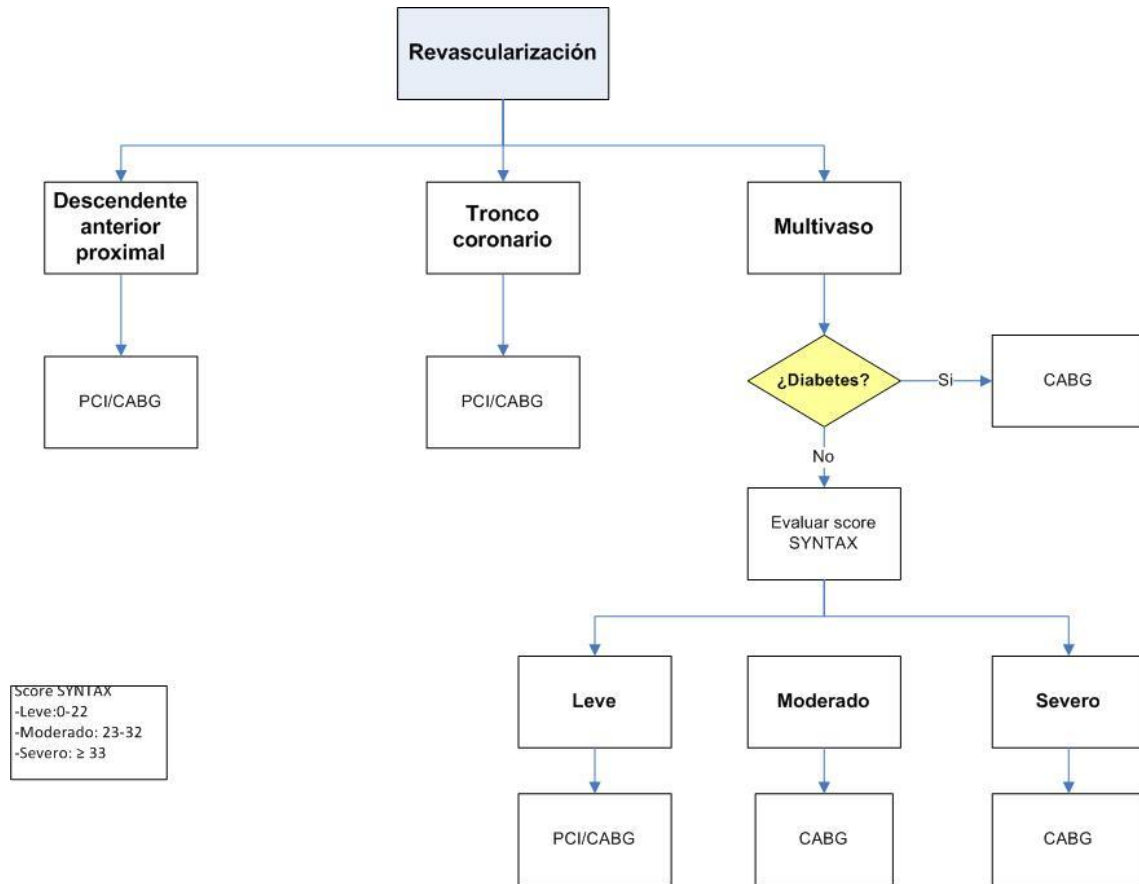 Revascularización
Descendente
anterior
proximal
Tronco
coronario
Multivaso
PCI/CABG
PCI/CABG
¿Diabetes?
Si
CABG
No
Evaluar score
SYNTAX
Leve
Moderado
Severo
Score SYNTAX
-Leve:0-22
-Moderado: 23-32
-Severo: ≥ 33
PCI/CABG
CABG
CABG